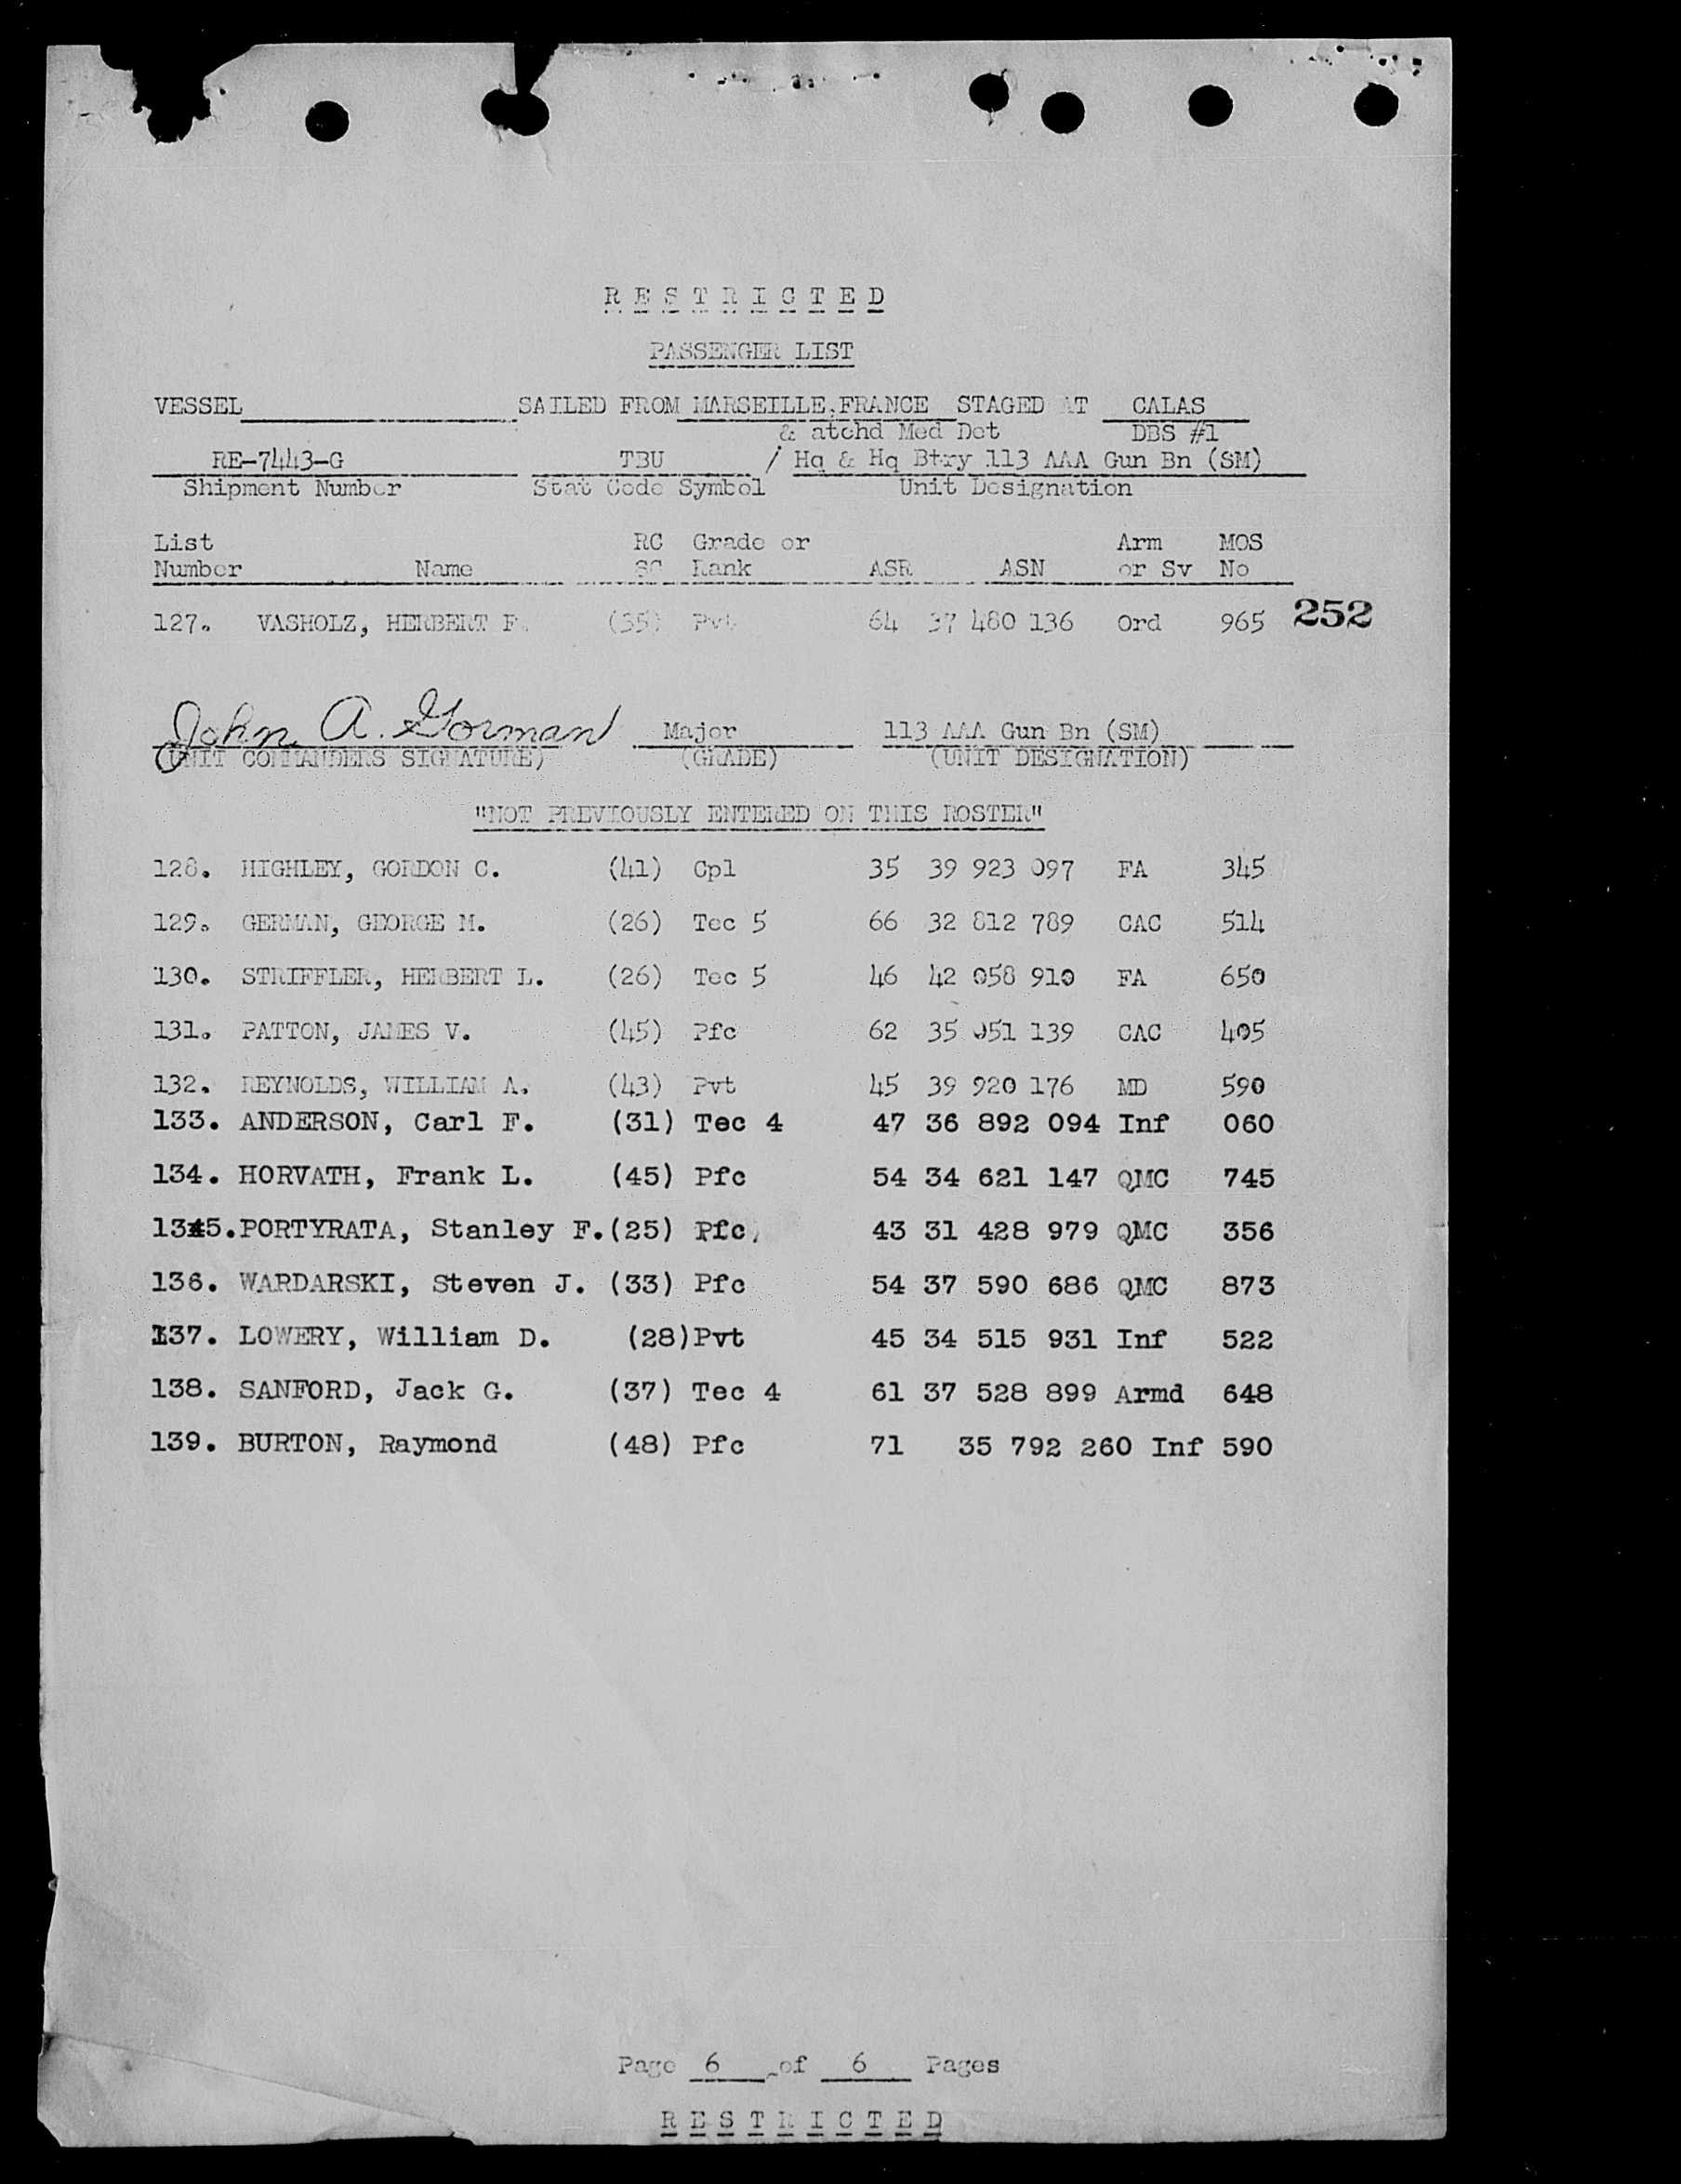 R E S T R I C T E D
PASSENGER LIST
VESSEL SAILED FROM MARSEILLE, FRANCE STAGED AT CALAS
& atchd Med Det DBS #1
RE-7443-G TBU / Hq & Hq Btry 113 AAA Gun Bn (SM)
Shipment Number Stat Code Symbol Unit Designation
List RC Grade or Arm MOS
Number Name SC Rank ASR ASN or Sv No
127. VASHOLZ, HERBERT F. (35) Pvt 64 37 480 136 Ord 965 252
John A. Gorman Major 113 AAA Gun Bn (SM)
(UNIT COMMANDERS SIGNATURE) (GRADE) (UNIT DESIGNATION)
"NOT PREVIOUSLY ENTERED ON THIS ROSTER"
128. HIGHLEY, GORDON C. (41) Cpl 35 39 923 097 FA 345
129. GERMAN, GEORGE M. (26) Tec 5 66 32 812 789 CAC 514
130. STRIFFLER, HERBERT L. (26) Tec 5 46 42 058 910 FA 650
131. PATTON, JAMES V. (45) Pfc 62 35 051 139 CAC 405
132. REYNOLDS, WILLIAM A. (43) Pvt 45 39 920 176 MD 590
133. ANDERSON, Carl F. (31) Tec 4 47 36 892 094 Inf 060
134. HORVATH, Frank L. (45) Pfc 54 34 621 147 QMC 745
135. PORTYRATA, Stanley F. (25) Pfc 43 31 428 979 QMC 356
136. WARDARSKI, Steven J. (33) Pfc 54 37 590 686 QMC 873
137. LOWERY, William D. (28) Pvt 45 34 515 931 Inf 522
138. SANFORD, Jack G. (37) Tec 4 61 37 528 899 Armd 648
139. BURTON, Raymond (48) Pfc 71 35 792 260 Inf 590
Page 6 of 6 Pages
R E S T R I C T E D